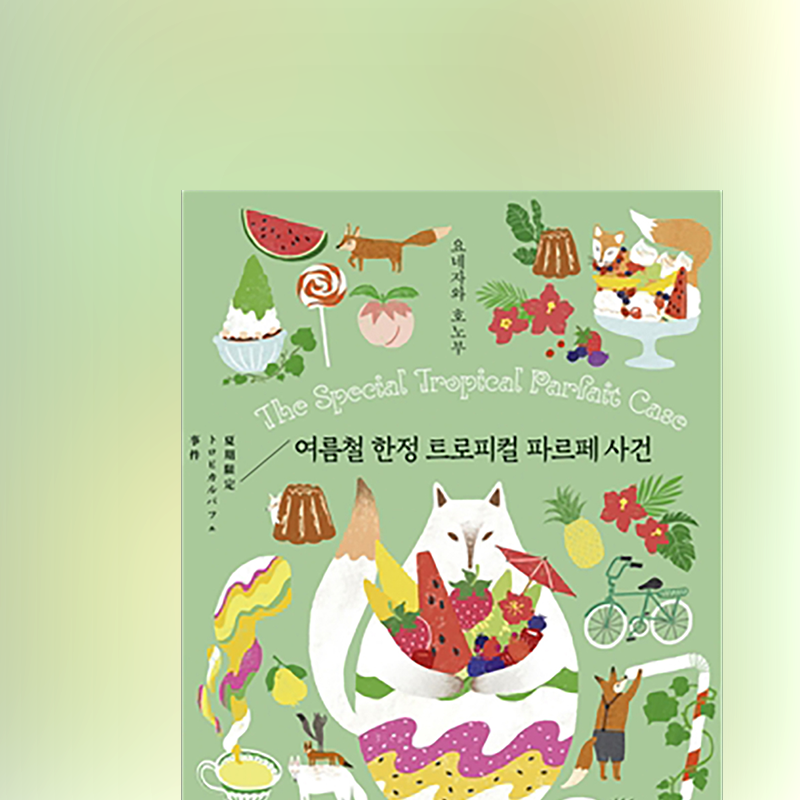 요네자와 호노부
The Special Tropical Parfait Case
여름철 한정 트로피컬 파르페 사건
夏期限定
トロピカルパフェ
事件